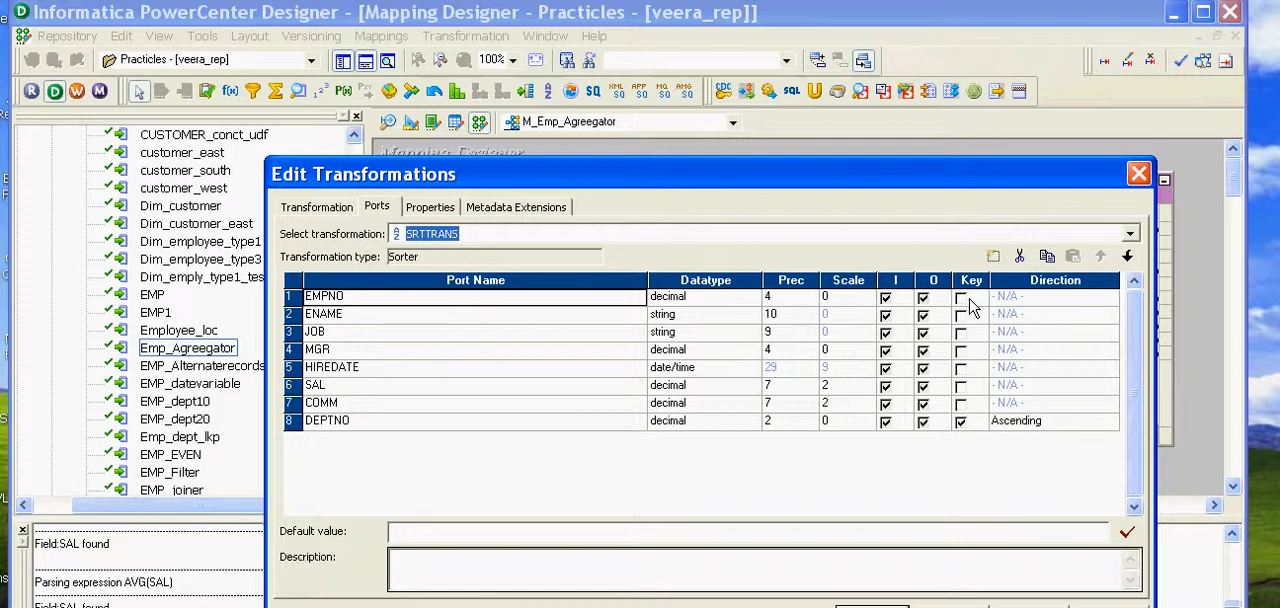 Informatica PowerCenter Designer - [Mapping Designer - Practicles - [veera_rep]]
Repository Edit View Tools Layout Versioning Mappings Transformation Window Help
Practicles - [veera_rep] 100%
M_Emp_Agreegator
CUSTOMER_conct_udf
customer_east
customer_south
customer_west
Dim_customer
Dim_customer_east
Dim_employee_type1
Dim_employee_type3
Dim_emply_type1_tes
EMP
EMP1
Employee_loc
Emp_Agreegator
EMP_Alternaterecords
EMP_datevariable
EMP_dept10
EMP_dept20
Emp_dept_lkp
EMP_EVEN
EMP_Filter
EMP_joiner
Mapping Designer
Edit Transformations
Transformation Ports Properties Metadata Extensions
Select transformation: SRTTRANS
Transformation type: Sorter
Port Name Datatype Prec Scale I O Key Direction
1 EMPNO decimal 4 0 - N/A -
2 ENAME string 10 0 - N/A -
3 JOB string 9 0 - N/A -
4 MGR decimal 4 0 - N/A -
5 HIREDATE date/time 29 9 - N/A -
6 SAL decimal 7 2 - N/A -
7 COMM decimal 7 2 - N/A -
8 DEPTNO decimal 2 0 Ascending
Default value:
Description:
Field:SAL found
Parsing expression AVG(SAL)